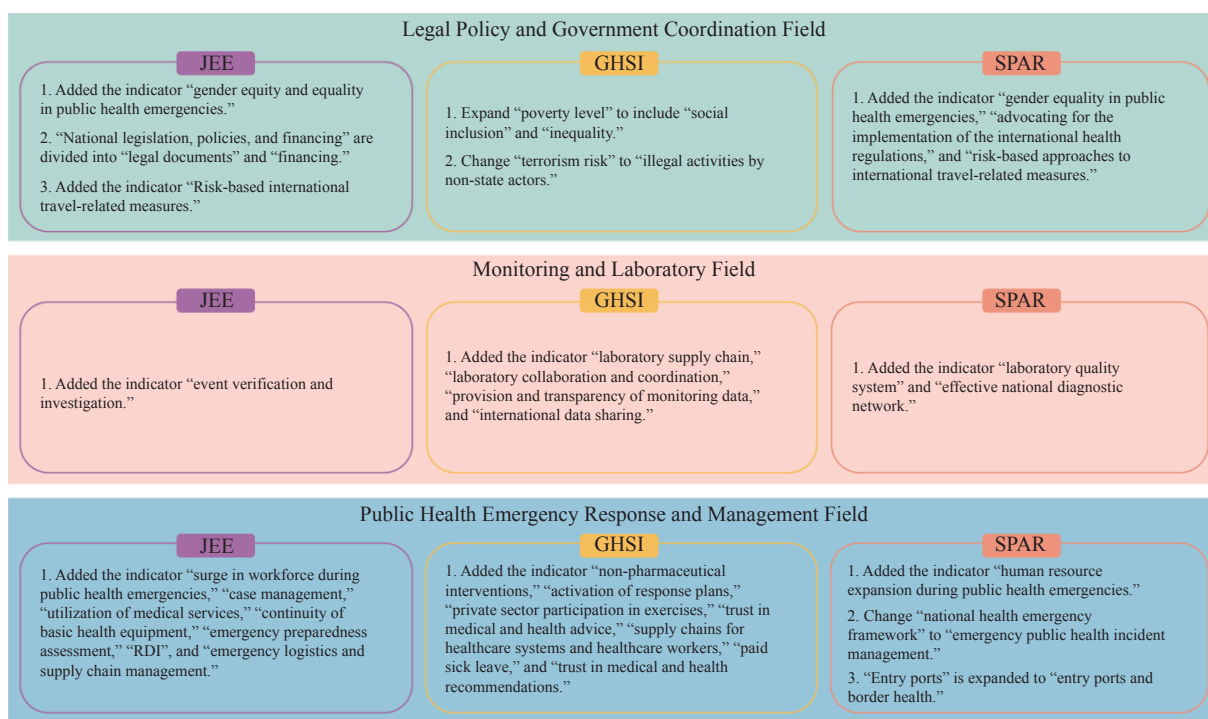 Legal Policy and Government Coordination Field
JEE
1. Added the indicator “gender equity and equality
in public health emergencies.”
2. “National legislation, policies, and financing” are
divided into “legal documents” and “financing.”
3. Added the indicator “Risk-based international
travel-related measures.”
GHSI
1. Expand “poverty level” to include “social
inclusion” and “inequality.”
2. Change “terrorism risk” to “illegal activities by
non-state actors.”
SPAR
1. Added the indicator “gender equality in public
health emergencies,” “advocating for the
implementation of the international health
regulations,” and “risk-based approaches to
international travel-related measures.”
Monitoring and Laboratory Field
JEE
1. Added the indicator “event verification and
investigation.”
GHSI
1. Added the indicator “laboratory supply chain,”
“laboratory collaboration and coordination,”
“provision and transparency of monitoring data,”
and “international data sharing.”
SPAR
1. Added the indicator “laboratory quality
system” and “effective national diagnostic
network.”
Public Health Emergency Response and Management Field
JEE
1. Added the indicator “surge in workforce during
public health emergencies,” “case management,”
“utilization of medical services,” “continuity of
basic health equipment,” “emergency preparedness
assessment,” “RDI”, and “emergency logistics and
supply chain management.”
GHSI
1. Added the indicator “non-pharmaceutical
interventions,” “activation of response plans,”
“private sector participation in exercises,” “trust in
medical and health advice,” “supply chains for
healthcare systems and healthcare workers,” “paid
sick leave,” and “trust in medical and health
recommendations.”
SPAR
1. Added the indicator “human resource
expansion during public health emergencies.”
2. Change “national health emergency
framework” to “emergency public health incident
management.”
3. “Entry ports” is expanded to “entry ports and
border health.”